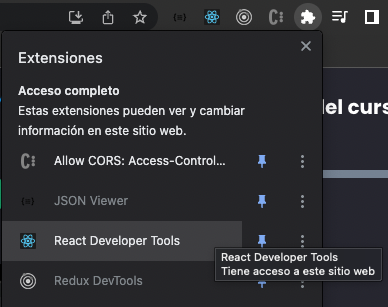 Extensiones
Acceso completo
Estas extensiones pueden ver y cambiar
información en este sitio web.
del curs
Allow CORS: Access-Control...
JSON Viewer
React Developer Tools
React Developer Tools
Tiene acceso a este sitio web
Redux DevTools